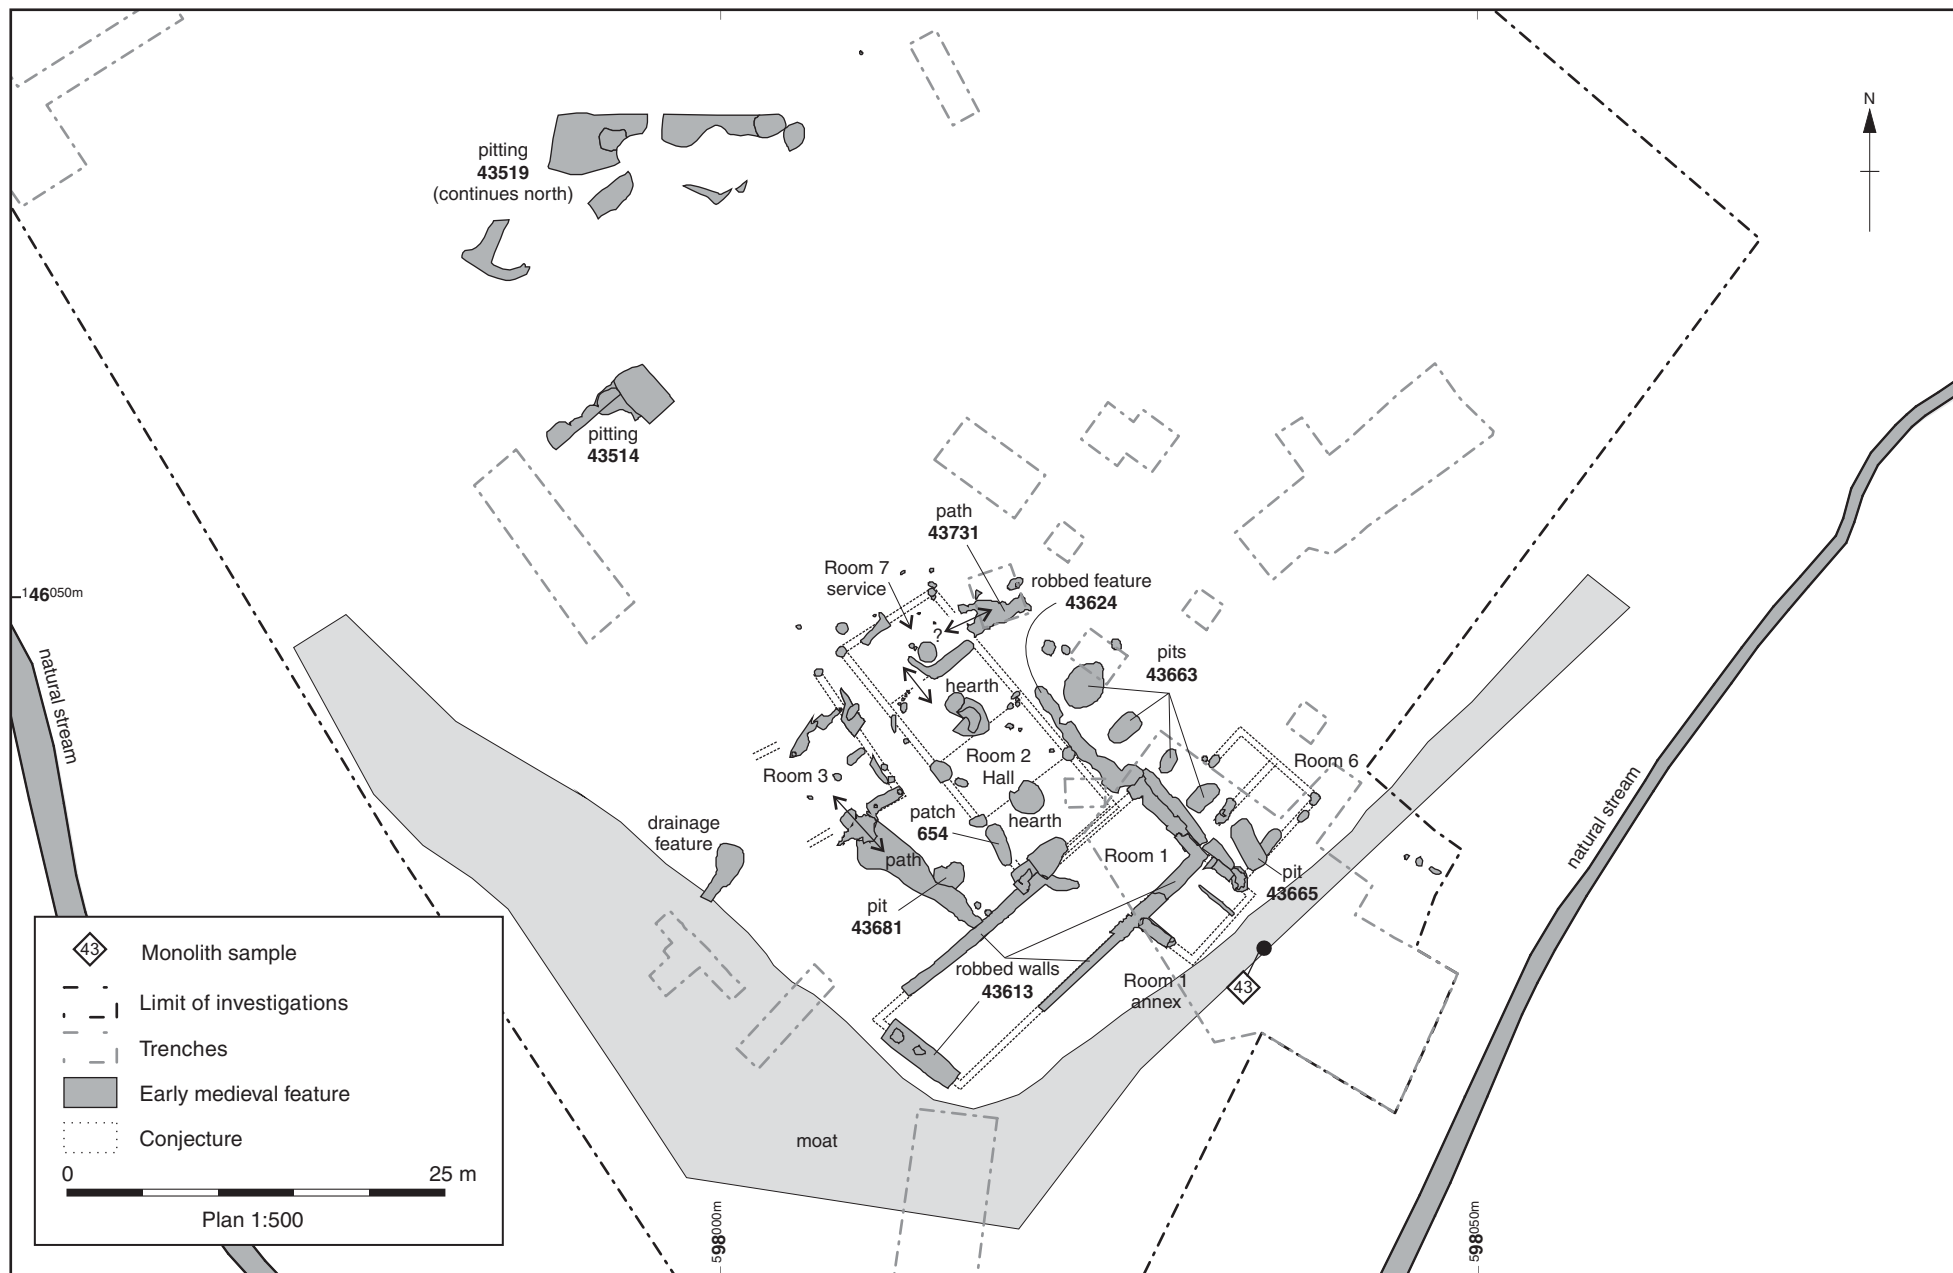 N
pitting
43519
(continues north)
pitting
43514
path
43731
Room 7
service
robbed feature
43624
146050m
?
pits
43663
hearth
natural stream
Room 2
Hall
Room 6
Room 3
hearth
patch
654
drainage
feature
Room 1
path
natural stream
pit
43665
pit
43681
robbed walls
43613
Room 1
annex
43
moat
43 Monolith sample
Limit of investigations
Trenches
Early medieval feature
Conjecture
0 25 m
Plan 1:500
598000m
598050m